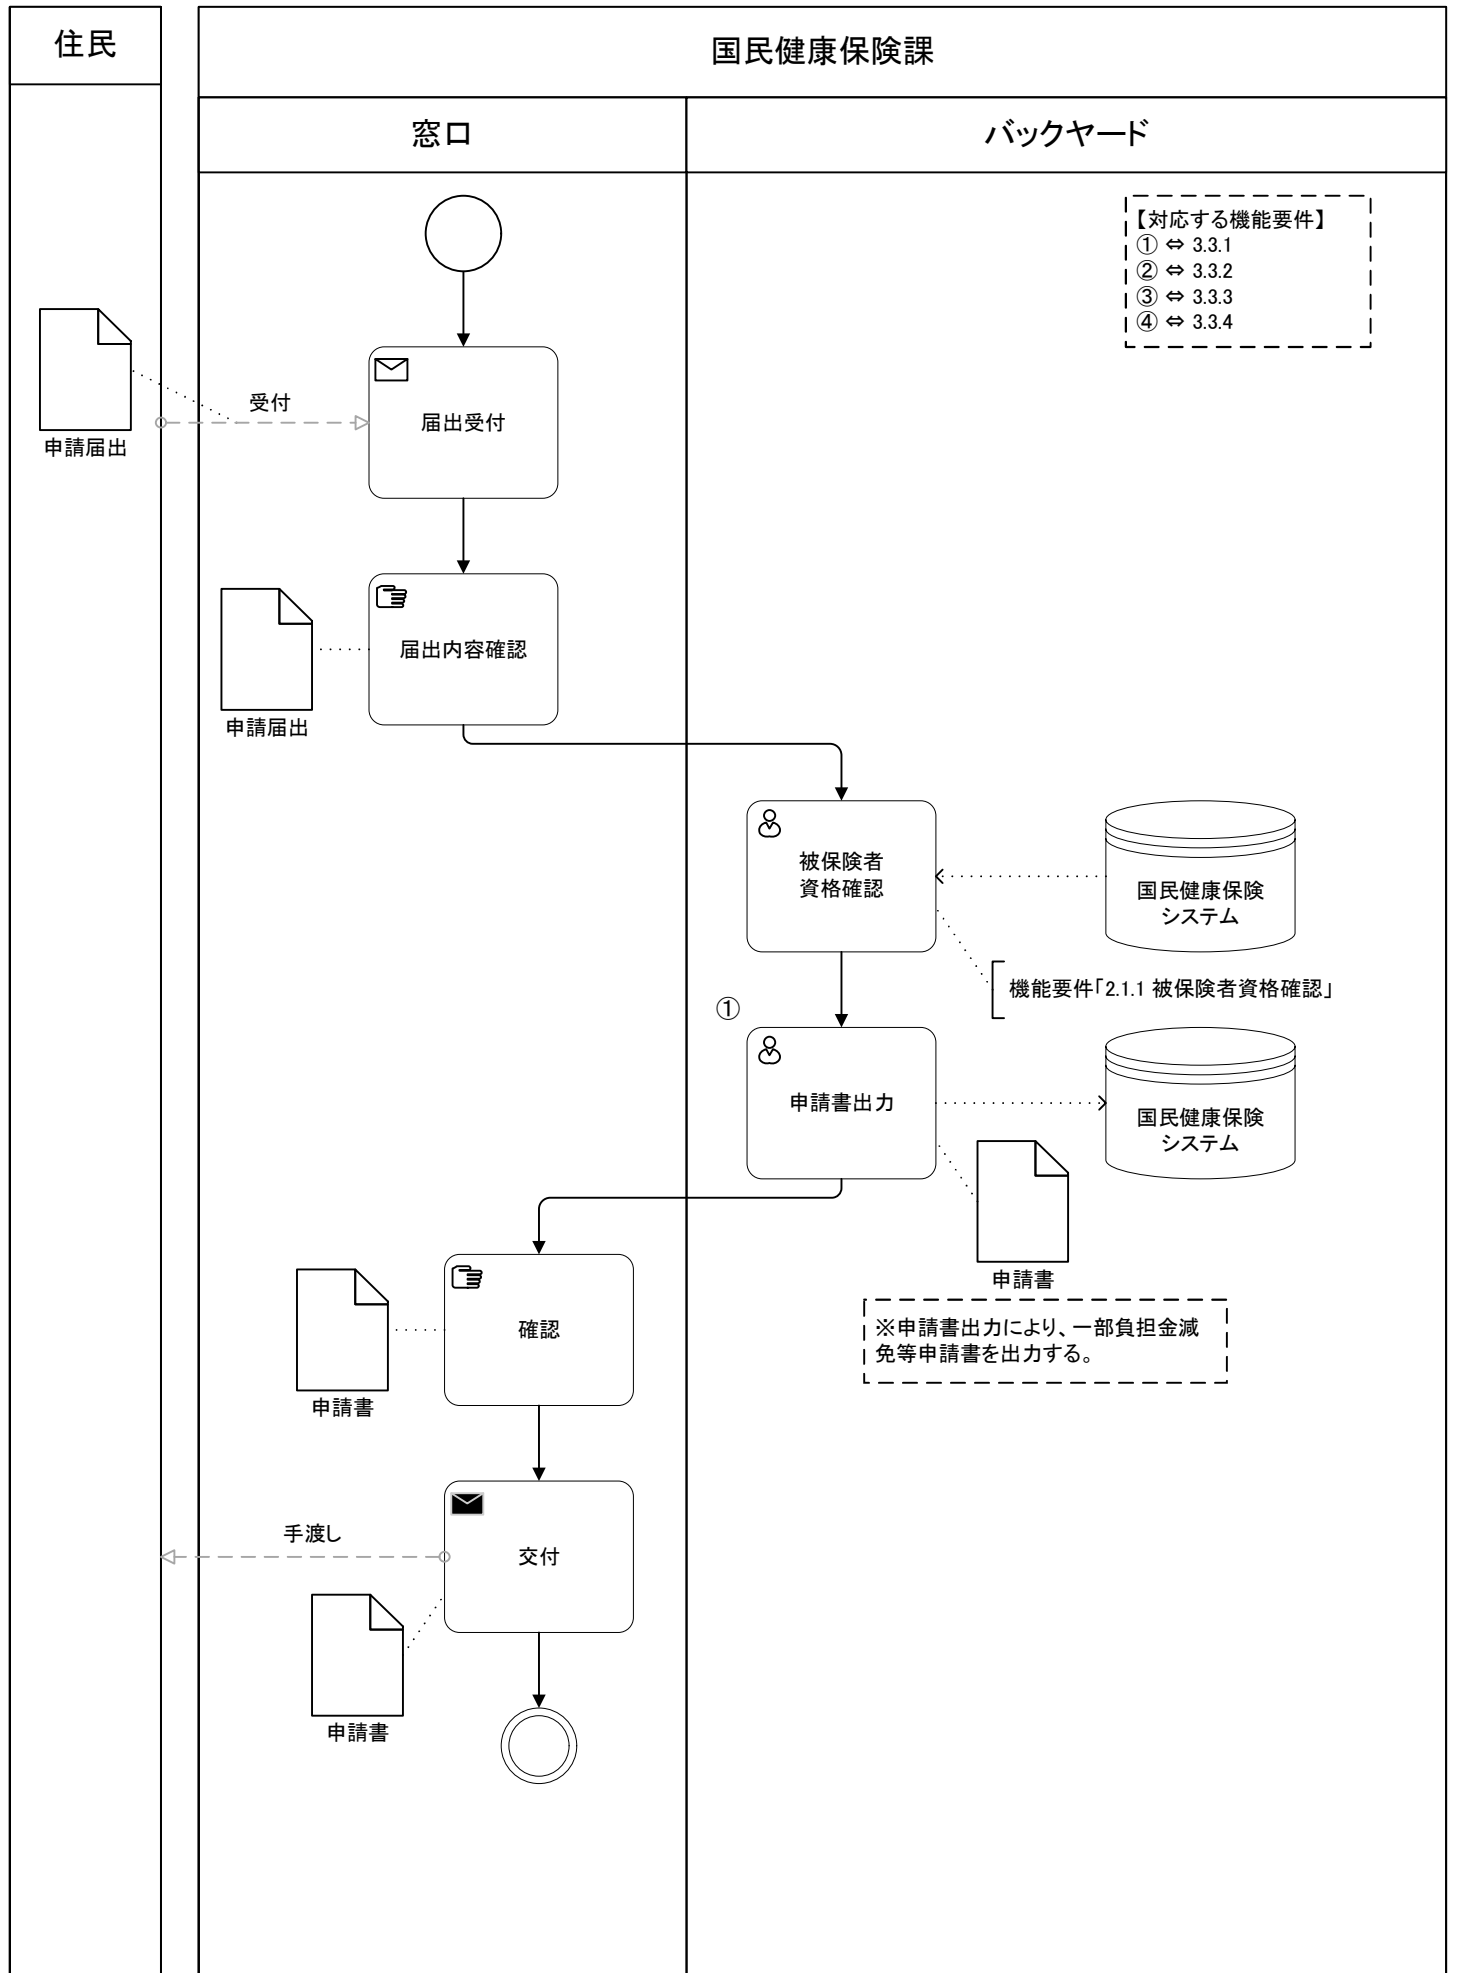 住民
国民健康保険課
窓口
バックヤード
【対応する機能要件】
① ⇔ 3.3.1
② ⇔ 3.3.2
③ ⇔ 3.3.3
④ ⇔ 3.3.4
申請届出
受付
届出受付
届出内容確認
申請届出
被保険者
資格確認
国民健康保険
システム
機能要件「2.1.1 被保険者資格確認」
①
申請書出力
国民健康保険
システム
申請書
※申請書出力により、一部負担金減
免等申請書を出力する。
確認
申請書
手渡し
交付
申請書